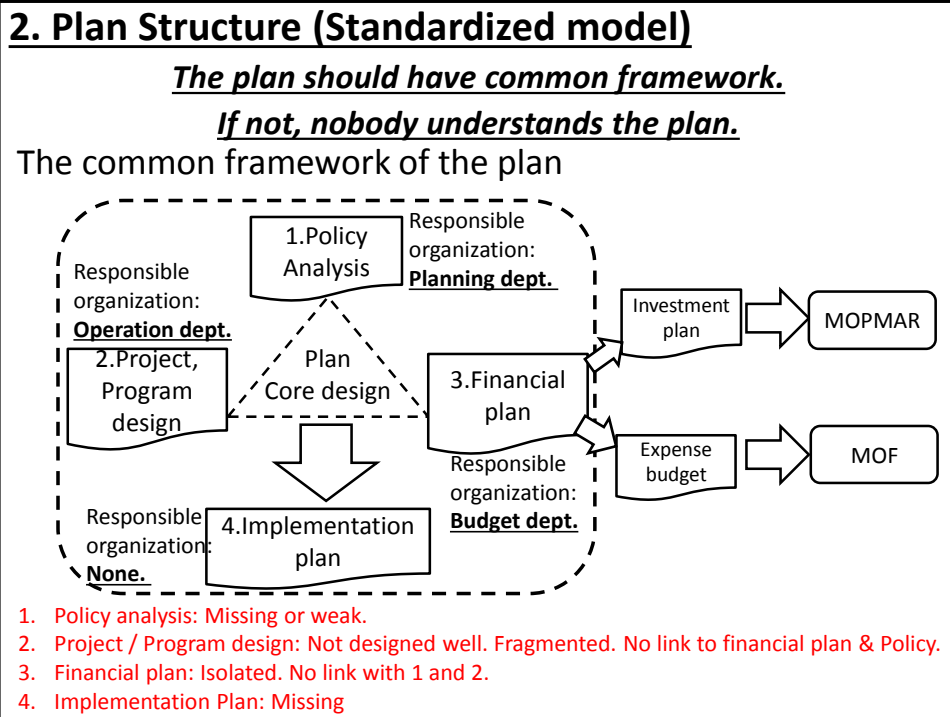 2. Plan Structure (Standardized model)
The plan should have common framework.
If not, nobody understands the plan.
The common framework of the plan
1.Policy
Analysis
Responsible
organization:
Planning dept.
Responsible
organization:
Operation dept.
2.Project,
Program
design
Plan
Core design
3.Financial
plan
Responsible
organization:
Budget dept.
Investment
plan
MOPMAR
Expense
budget
MOF
Responsible
organization:
None.
4.Implementation
plan
1. Policy analysis: Missing or weak.
2. Project / Program design: Not designed well. Fragmented. No link to financial plan & Policy.
3. Financial plan: Isolated. No link with 1 and 2.
4. Implementation Plan: Missing